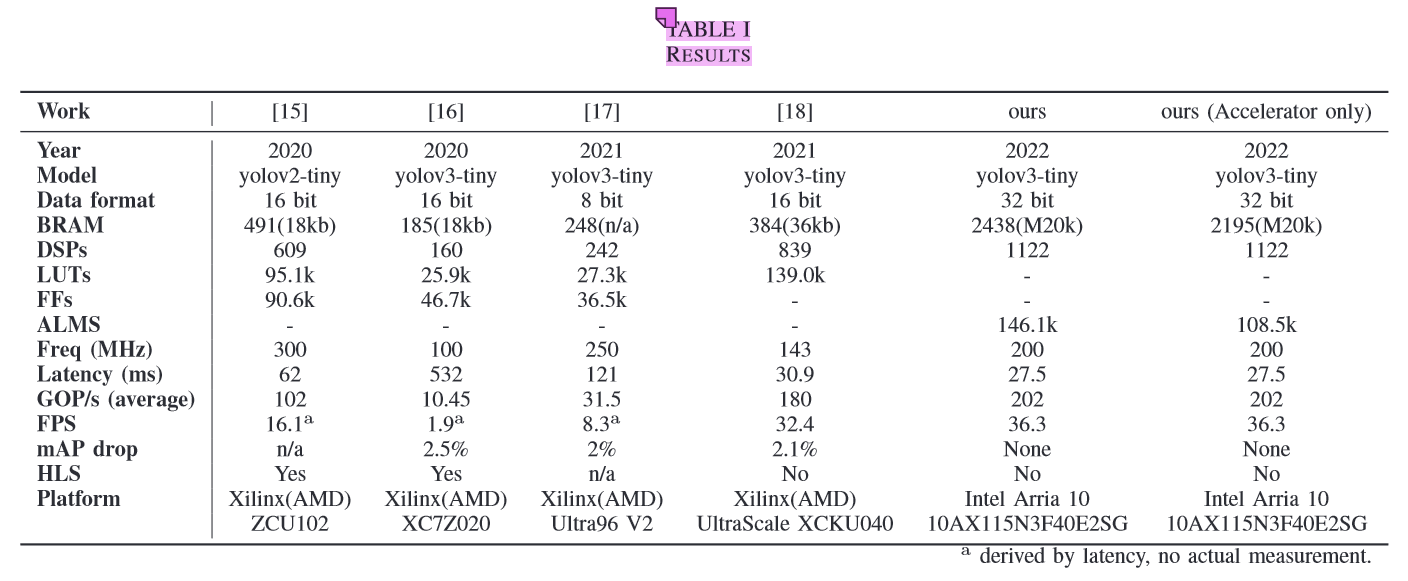 TABLE I
RESULTS
Work [15] [16] [17] [18] ours ours (Accelerator only)
Year 2020 2020 2021 2021 2022 2022
Model yolov2-tiny yolov3-tiny yolov3-tiny yolov3-tiny yolov3-tiny yolov3-tiny
Data format 16 bit 16 bit 8 bit 16 bit 32 bit 32 bit
BRAM 491(18kb) 185(18kb) 248(n/a) 384(36kb) 2438(M20k) 2195(M20k)
DSPs 609 160 242 839 1122 1122
LUTs 95.1k 25.9k 27.3k 139.0k - -
FFs 90.6k 46.7k 36.5k - - -
ALMS - - - - 146.1k 108.5k
Freq (MHz) 300 100 250 143 200 200
Latency (ms) 62 532 121 30.9 27.5 27.5
GOP/s (average) 102 10.45 31.5 180 202 202
FPS 16.1ᵃ 1.9ᵃ 8.3ᵃ 32.4 36.3 36.3
mAP drop n/a 2.5% 2% 2.1% None None
HLS Yes Yes n/a No No No
Platform Xilinx(AMD) Xilinx(AMD) Xilinx(AMD) Xilinx(AMD) Intel Arria 10 Intel Arria 10
ZCU102 XC7Z020 Ultra96 V2 UltraScale XCKU040 10AX115N3F40E2SG 10AX115N3F40E2SG
ᵃ derived by latency, no actual measurement.